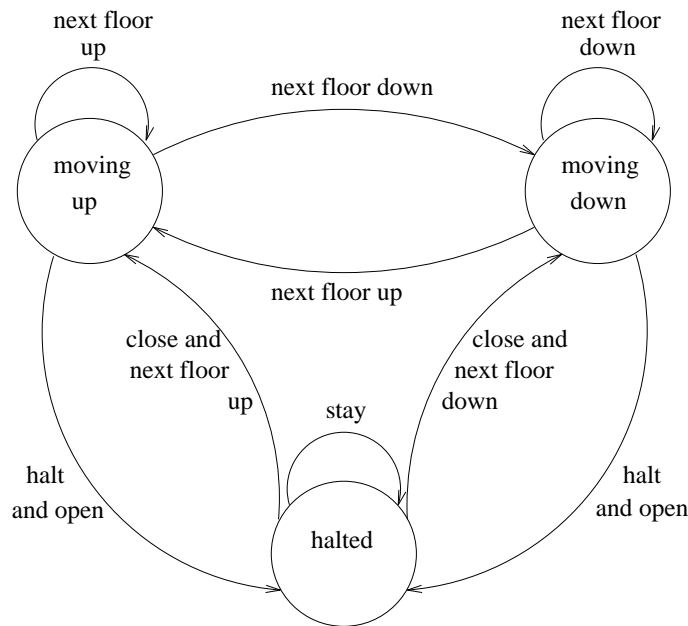 next floor
up
next floor
down
next floor down
moving
up
moving
down
next floor up
close and
next floor
up
close and
next floor
down
stay
halt
and open
halt
and open
halted